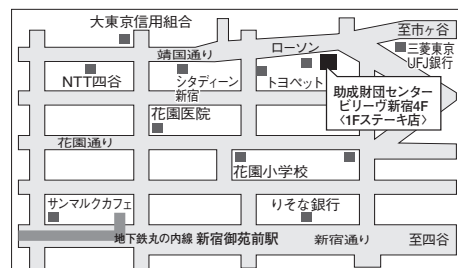 大東京信用組合
至市ヶ谷
靖国通り
ローソン
三菱東京
UFJ銀行
NTT四谷
シタディーン
新宿
トヨペット
助成財団センター
ビリーヴ新宿4F
〈1Fステーキ店〉
花園医院
花園通り
花園小学校
サンマルクカフェ
りそな銀行
地下鉄丸の内線 新宿御苑前駅
新宿通り
至四谷